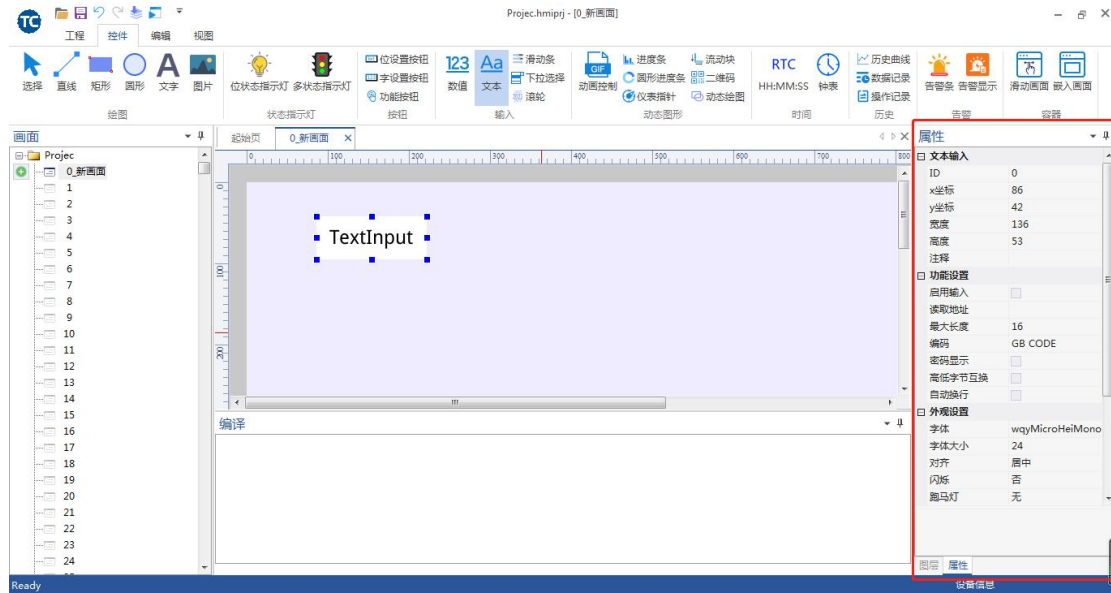 TC
Projec.hmiprj - [0_新画面]
工程 控件 编辑 视图
选择 直线 矩形 圆形 文字 图片
绘图
位状态指示灯 多状态指示灯
状态指示灯
位设置按钮
字设置按钮
功能按钮
按钮
123 数值
Aa 文本
滑动条
下拉选择
滚轮
输入
GIF 动画控制
进度条 流动块
圆形进度条 二维码
仪表指针 动态绘图
动态图形
RTC
HH:MM:SS 钟表
时间
历史曲线
数据记录
操作记录
历史
告警条 告警显示
告警
滑动画面 嵌入画面
容器
画面
Projec
0_新画面
1
2
3
4
5
6
7
8
9
10
11
12
13
14
15
16
17
18
19
20
21
22
23
24
起始页 0_新画面
0 100 200 300 400 500 600 700 800
0
100
200
TextInput
编译
属性
文本输入
ID 0
x坐标 86
y坐标 42
宽度 136
高度 53
注释
功能设置
启用输入
读取地址
最大长度 16
编码 GB CODE
密码显示
高低字节互换
自动换行
外观设置
字体 wqyMicroHeiMono
字体大小 24
对齐 居中
闪烁 否
跑马灯 无
图层 属性
Ready
设备信息